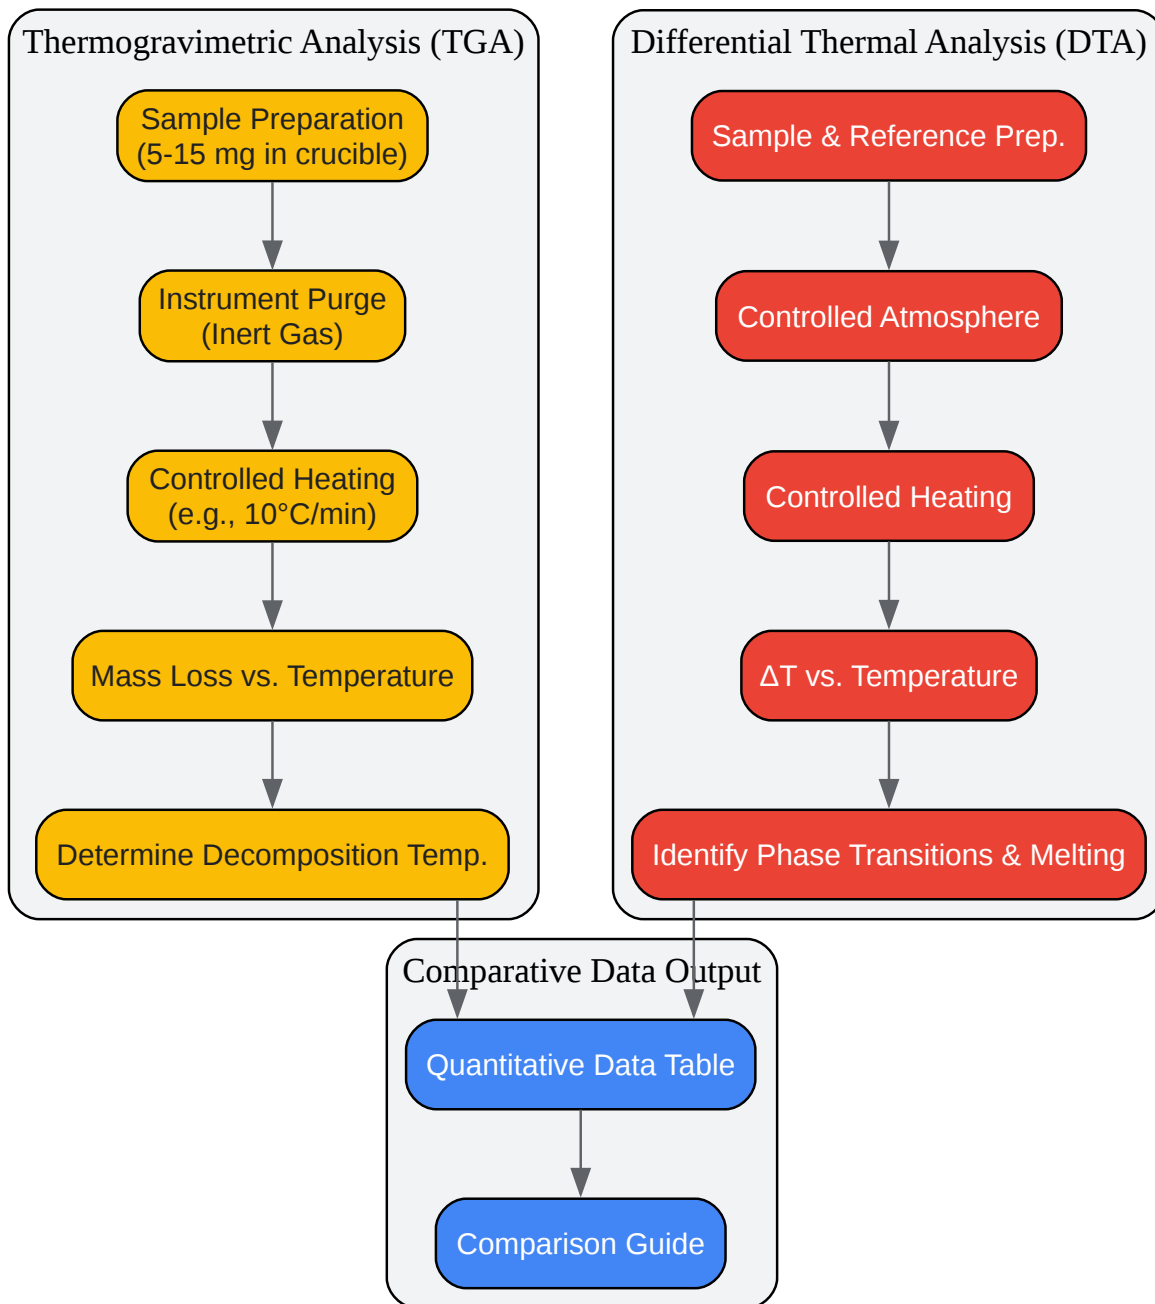 Thermogravimetric Analysis (TGA)
Sample Preparation
(5-15 mg in crucible)
Instrument Purge
(Inert Gas)
Controlled Heating
(e.g., 10°C/min)
Mass Loss vs. Temperature
Determine Decomposition Temp.
Differential Thermal Analysis (DTA)
Sample & Reference Prep.
Controlled Atmosphere
Controlled Heating
ΔT vs. Temperature
Identify Phase Transitions & Melting
Comparative Data Output
Quantitative Data Table
Comparison Guide